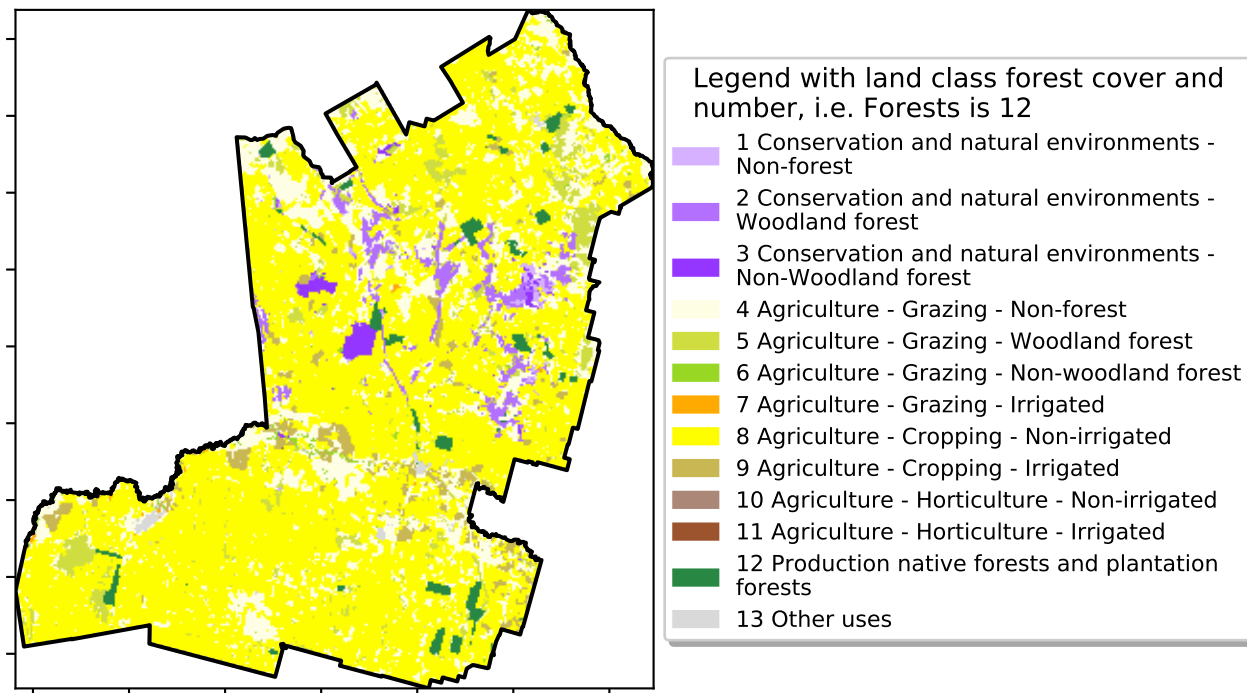 Legend with land class forest cover and
number, i.e. Forests is 12
1 Conservation and natural environments -
Non-forest
2 Conservation and natural environments -
Woodland forest
3 Conservation and natural environments -
Non-Woodland forest
4 Agriculture - Grazing - Non-forest
5 Agriculture - Grazing - Woodland forest
6 Agriculture - Grazing - Non-woodland forest
7 Agriculture - Grazing - Irrigated
8 Agriculture - Cropping - Non-irrigated
9 Agriculture - Cropping - Irrigated
10 Agriculture - Horticulture - Non-irrigated
11 Agriculture - Horticulture - Irrigated
12 Production native forests and plantation
forests
13 Other uses